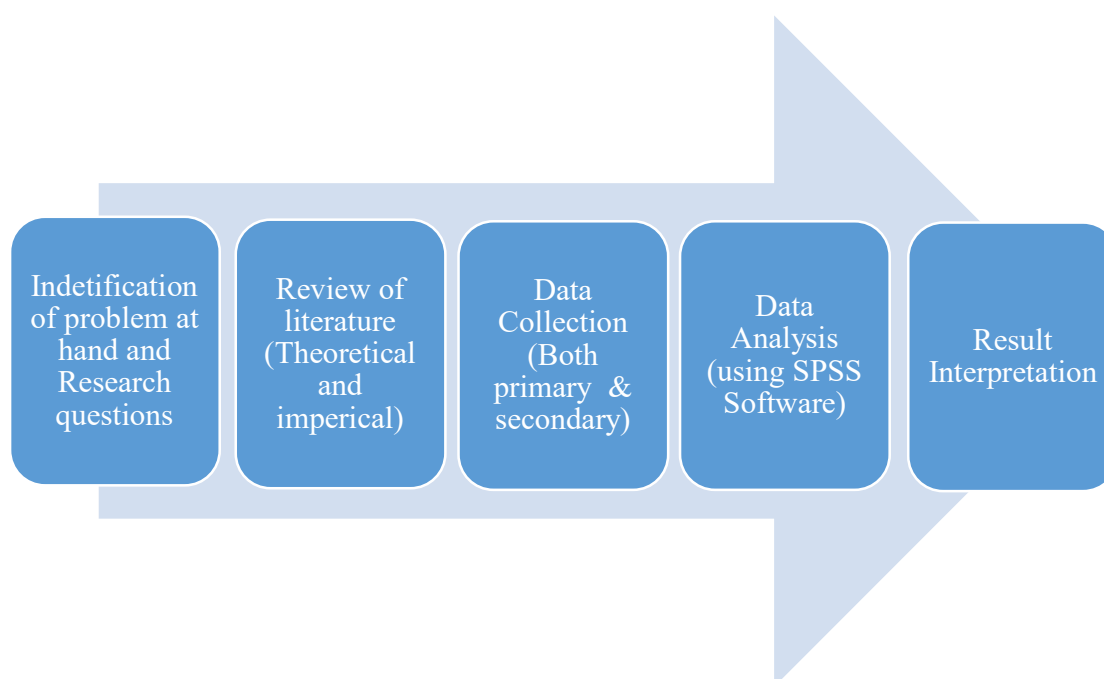 Indetification
of problem at
hand and
Research
questions
Review of
literature
(Theoretical
and
imperical)
Data
Collection
(Both
primary &
secondary)
Data
Analysis
(using SPSS
Software)
Result
Interpretation